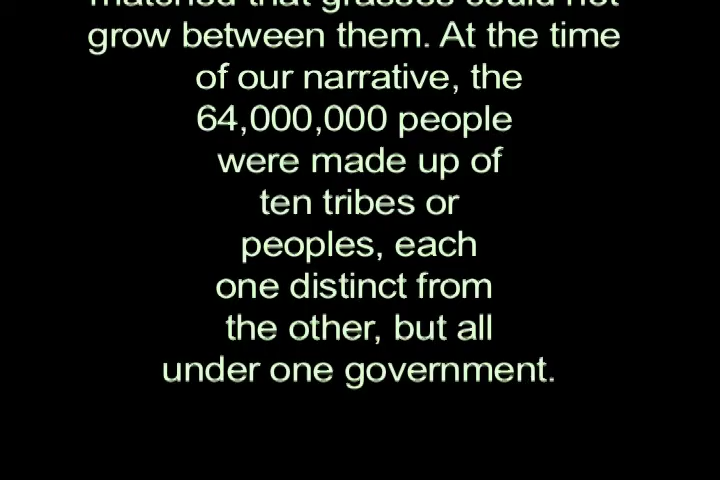 matched that grasses could not
grow between them. At the time
of our narrative, the
64,000,000 people
were made up of
ten tribes or
peoples, each
one distinct from
the other, but all
under one government.